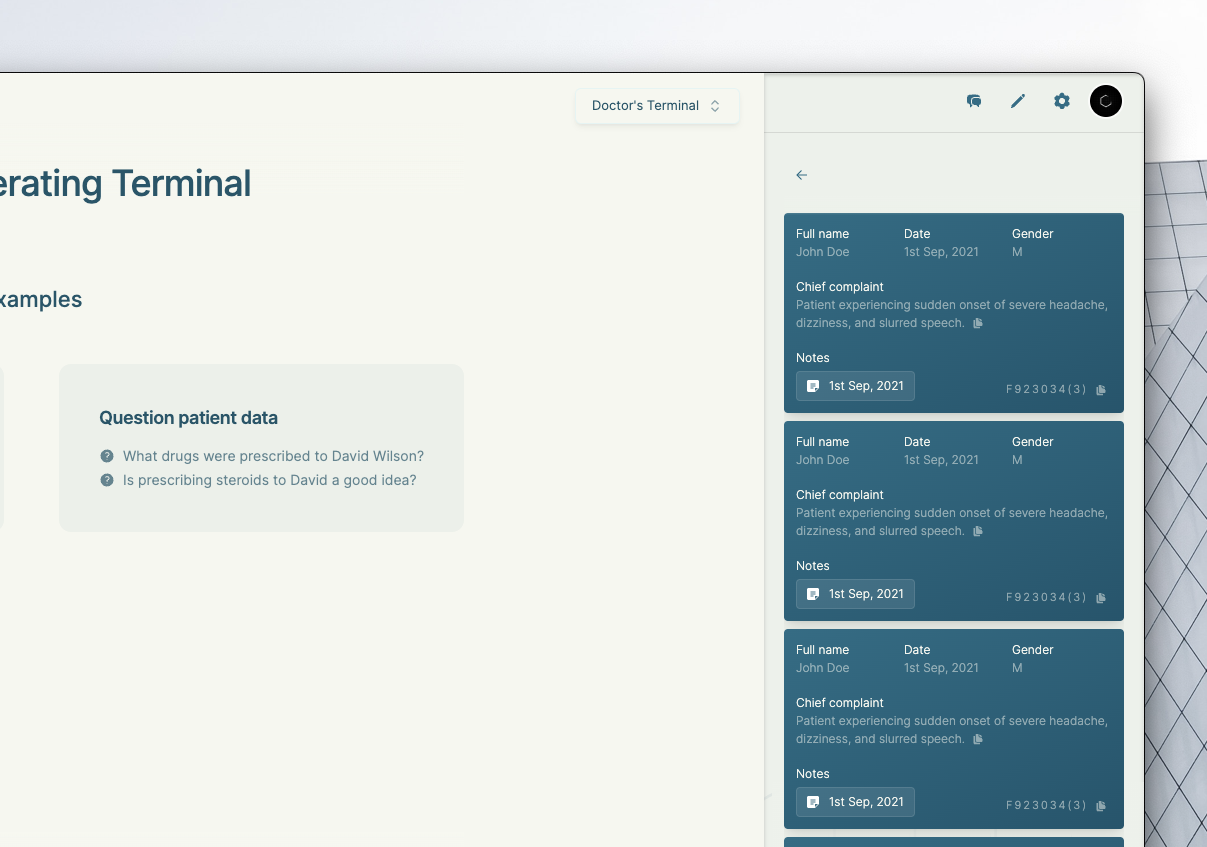 Doctor's Terminal
erating Terminal
xamples
Question patient data
What drugs were prescribed to David Wilson?
Is prescribing steroids to David a good idea?
Full name Date Gender
John Doe 1st Sep, 2021 M
Chief complaint
Patient experiencing sudden onset of severe headache,
dizziness, and slurred speech.
Notes
1st Sep, 2021 F923034(3)
Full name Date Gender
John Doe 1st Sep, 2021 M
Chief complaint
Patient experiencing sudden onset of severe headache,
dizziness, and slurred speech.
Notes
1st Sep, 2021 F923034(3)
Full name Date Gender
John Doe 1st Sep, 2021 M
Chief complaint
Patient experiencing sudden onset of severe headache,
dizziness, and slurred speech.
Notes
1st Sep, 2021 F923034(3)